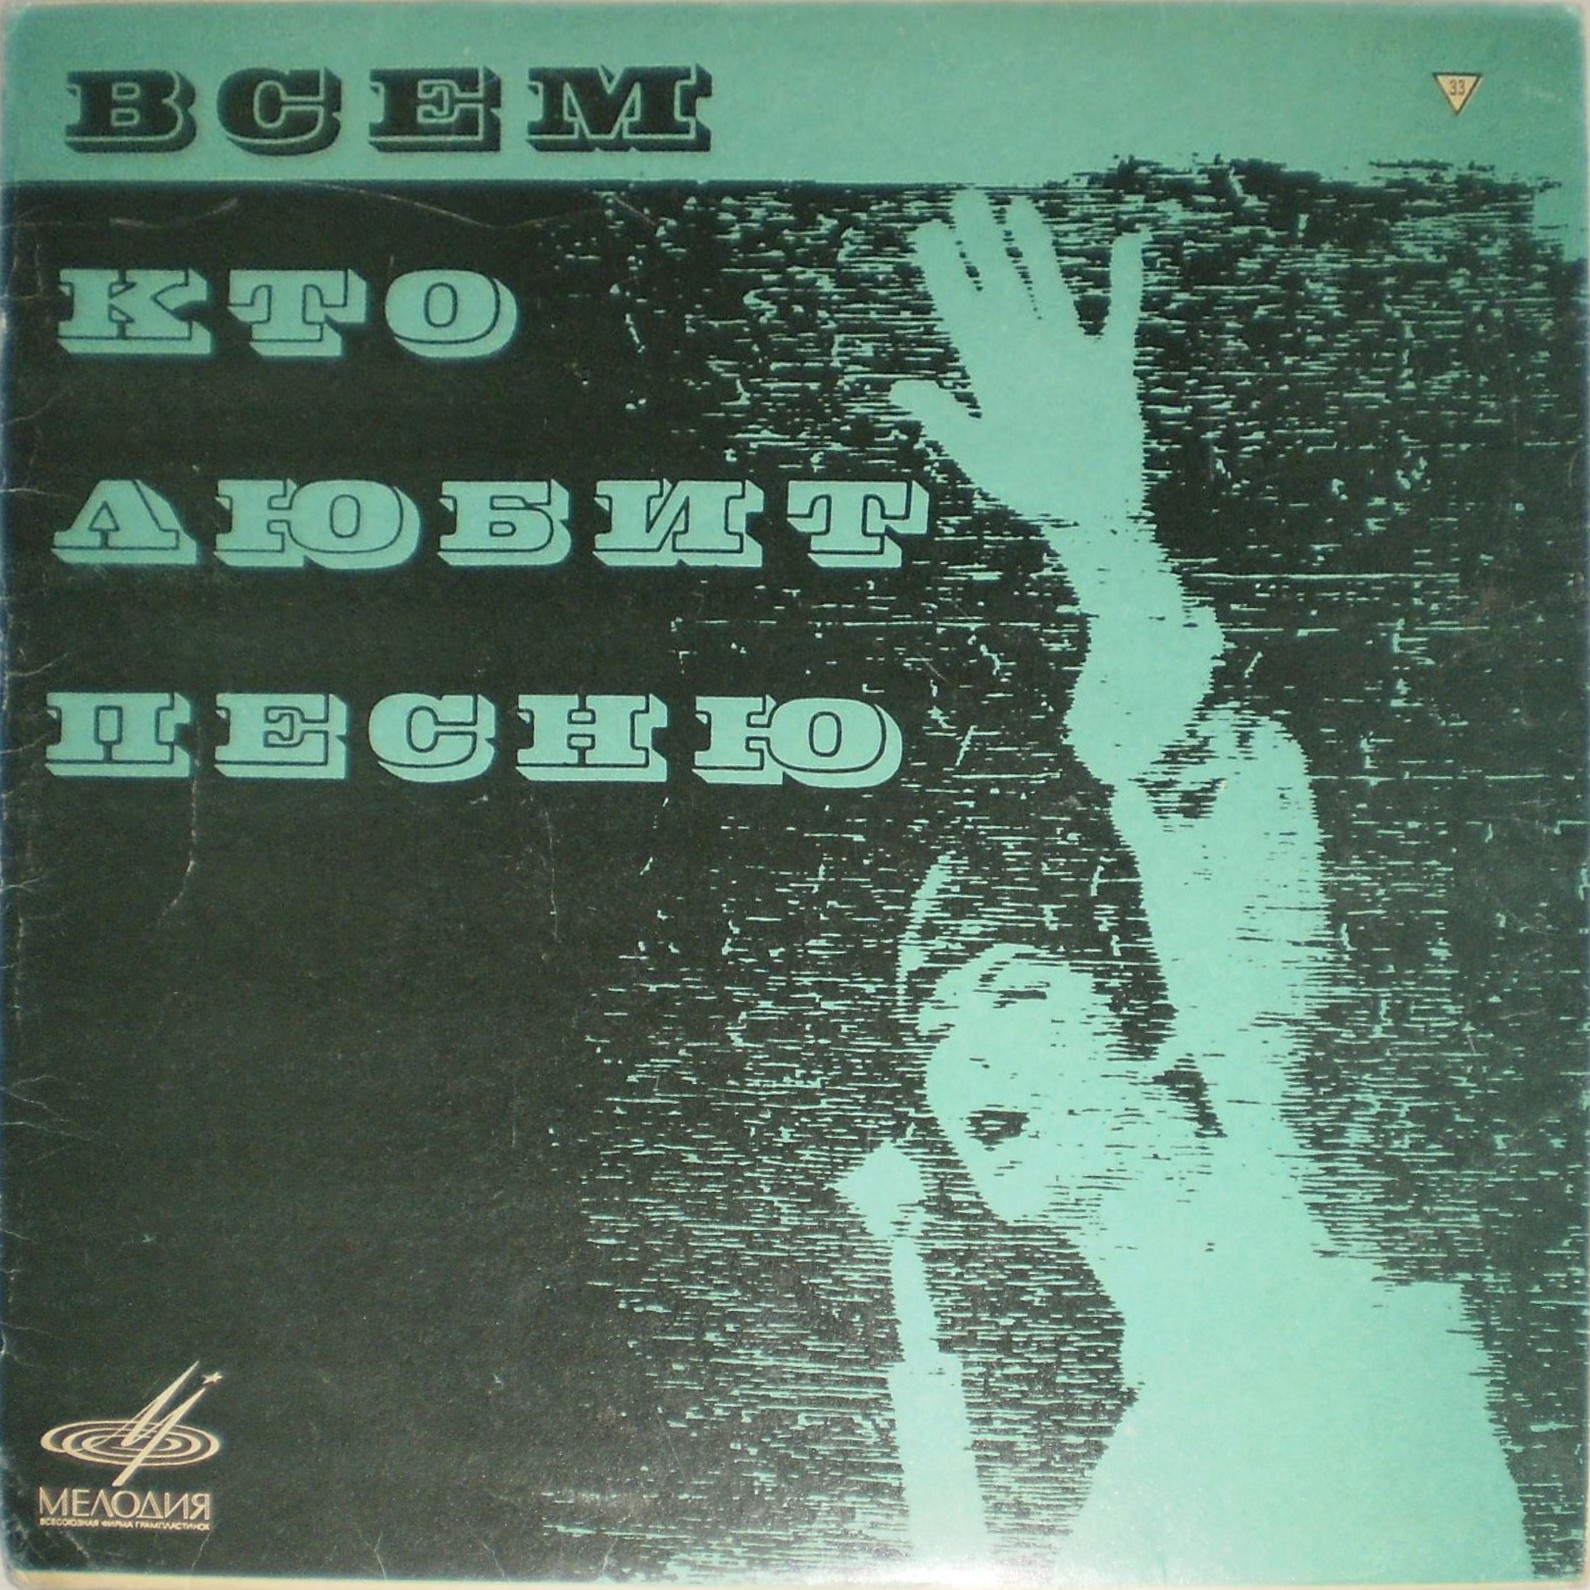 ВСЕМ
33
КТО
ЛЮБИТ
ПЕСНЮ
МЕЛОДИЯ
ВСЕСОЮЗНАЯ ФИРМА ГРАМПЛАСТИНОК